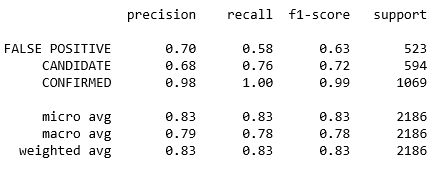 precision recall f1-score support
FALSE POSITIVE 0.70 0.58 0.63 523
CANDIDATE 0.68 0.76 0.72 594
CONFIRMED 0.98 1.00 0.99 1069
micro avg 0.83 0.83 0.83 2186
macro avg 0.79 0.78 0.78 2186
weighted avg 0.83 0.83 0.83 2186